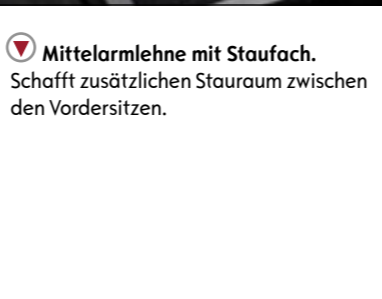 Mittelarmlehne mit Staufach.
Schafft zusätzlichen Stauraum zwischen
den Vordersitzen.